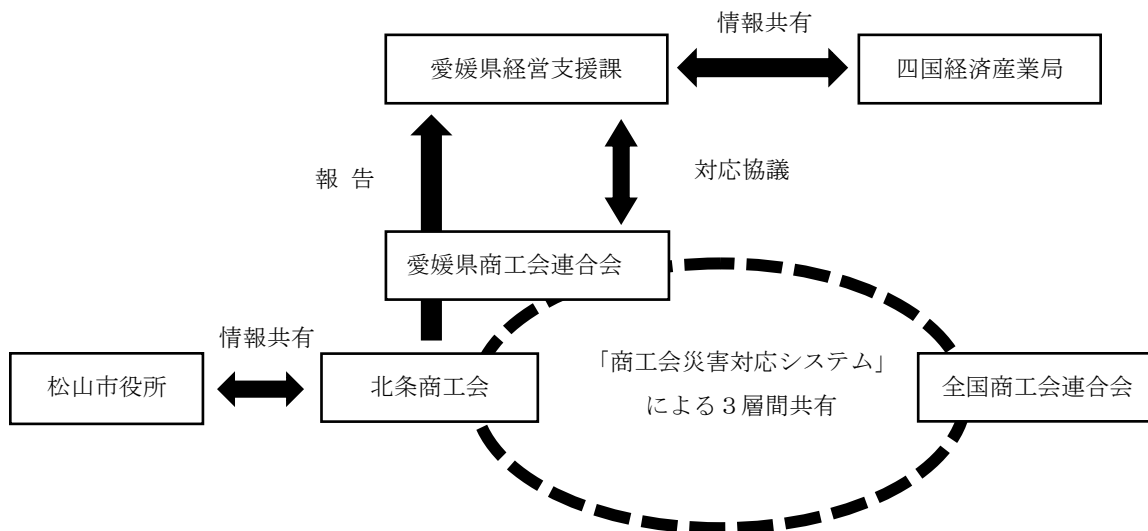 情報共有
愛媛県経営支援課
四国経済産業局
報 告
対応協議
愛媛県商工会連合会
情報共有
松山市役所
北条商工会
「商工会災害対応システム」
による３層間共有
全国商工会連合会